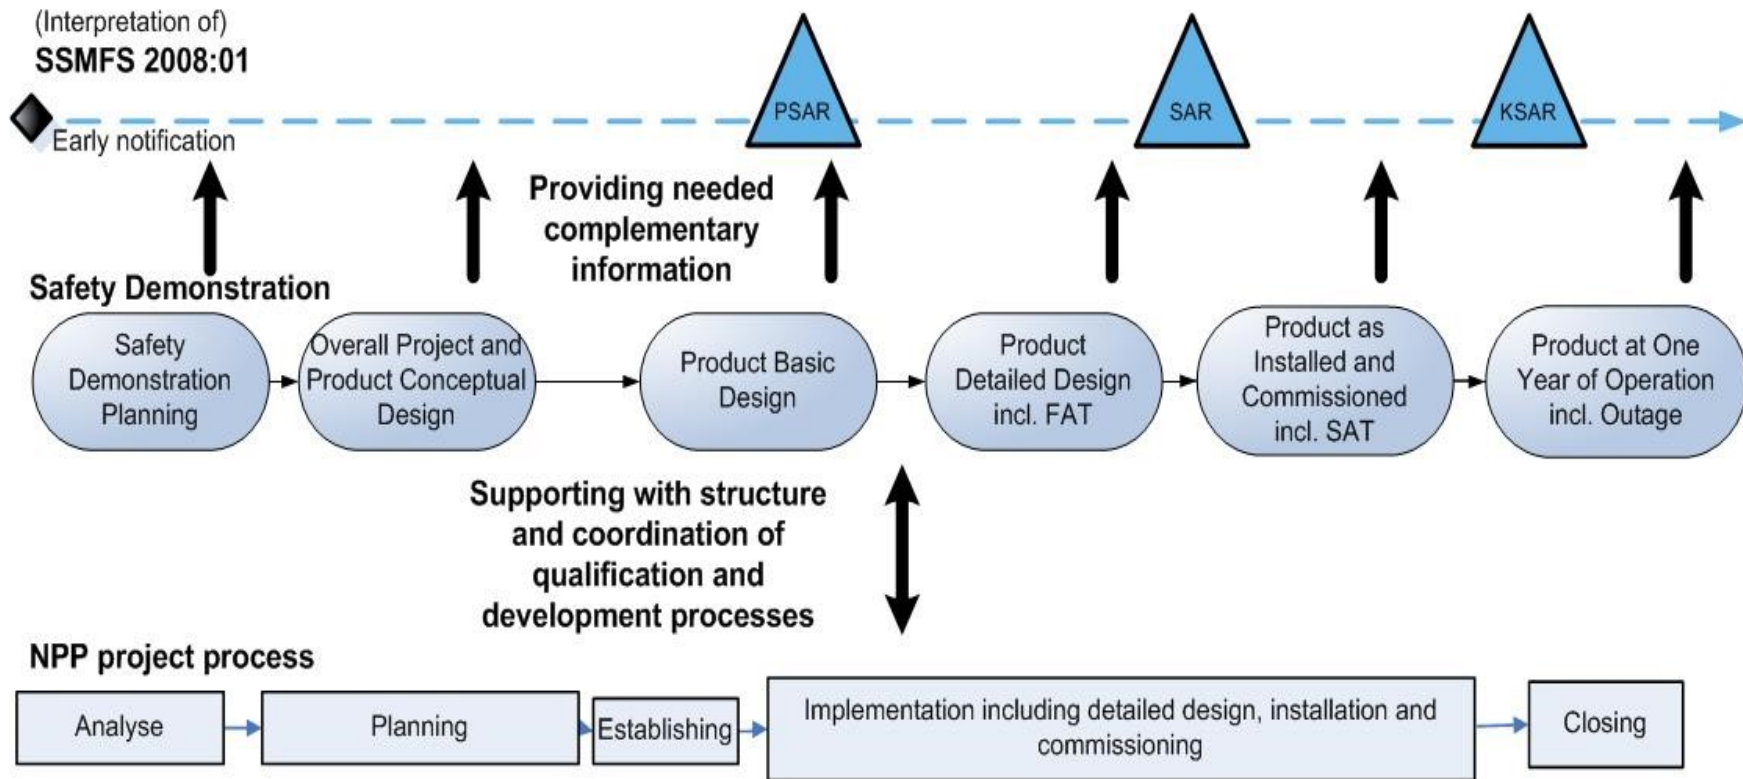 (Interpretation of)
SSMFS 2008:01
PSAR
SAR
KSAR
Early notification
Providing needed
complementary
information
Safety Demonstration
Safety
Demonstration
Planning
Overall Project and
Product Conceptual
Design
Product Basic
Design
Product
Detailed Design
incl. FAT
Product as
Installed and
Commissioned
incl. SAT
Product at One
Year of Operation
incl. Outage
Supporting with structure
and coordination of
qualification and
development processes
NPP project process
Analyse
Planning
Establishing
Implementation including detailed design, installation and
commissioning
Closing